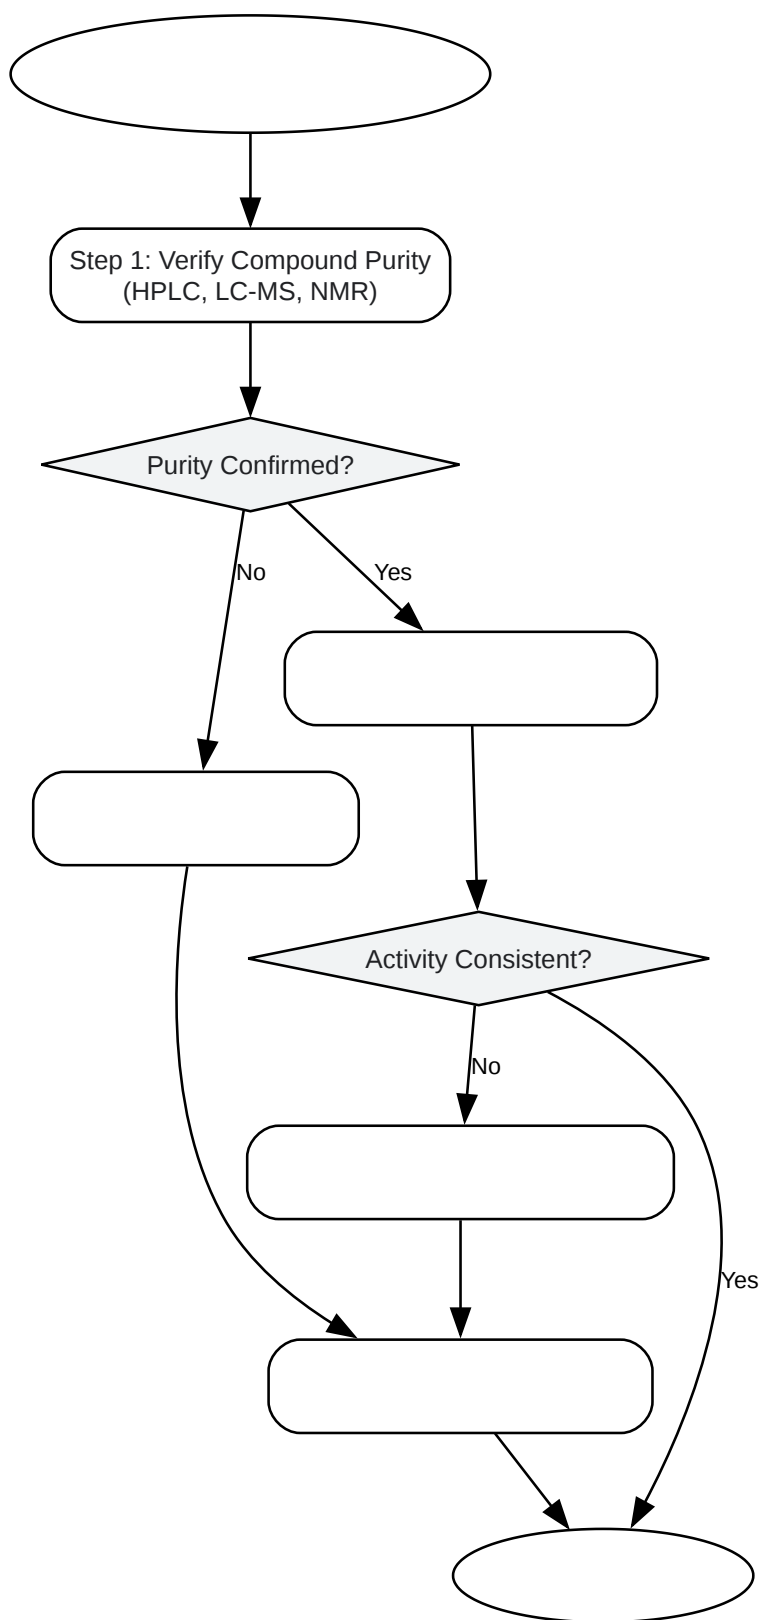 Step 1: Verify Compound Purity
(HPLC, LC-MS, NMR)
Purity Confirmed?
No
Yes
Activity Consistent?
No
Yes